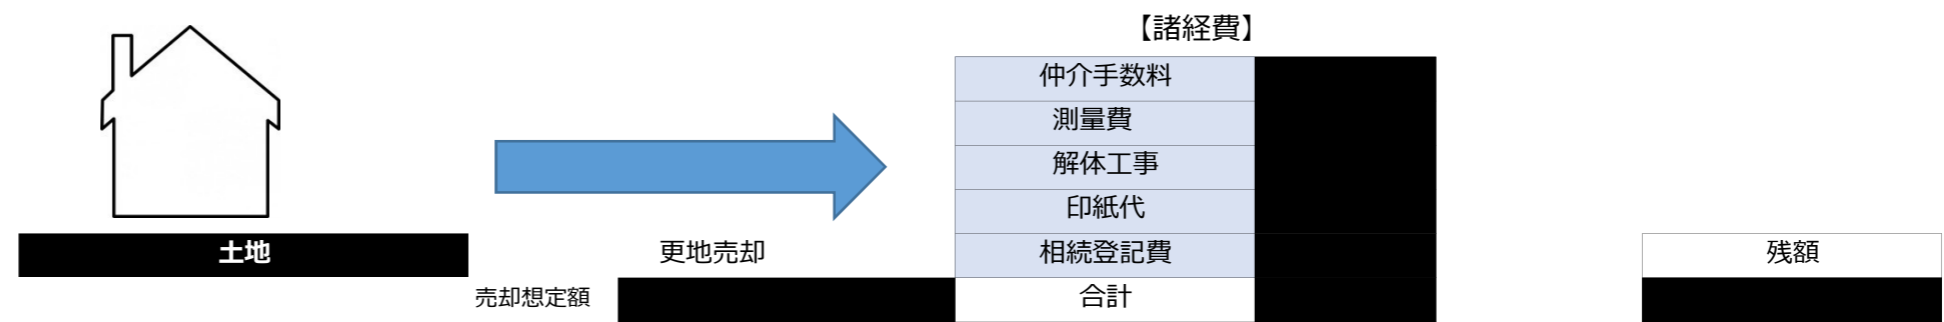 【諸経費】
仲介手数料
測量費
解体工事
印紙代
土地
更地売却
相続登記費
残額
売却想定額
合計